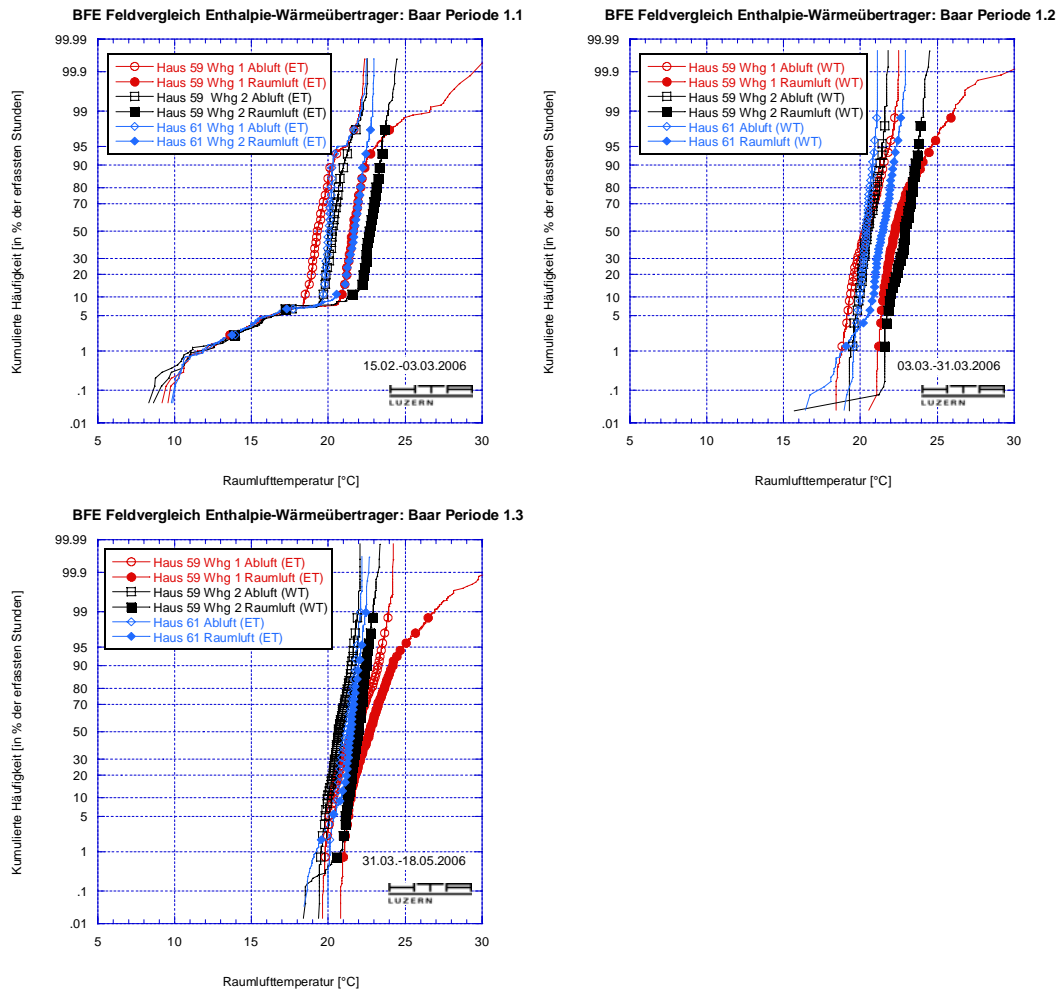 BFE Feldvergleich Enthalpie-Wärmeübertrager: Baar Periode 1.1
Kumulierte Häufigkeit [in % der erfassten Stunden]
99.99
99.9
99
95
90
80
70
50
30
20
10
5
1
.1
.01
Haus 59 Whg 1 Abluft (ET)
Haus 59 Whg 1 Raumluft (ET)
Haus 59 Whg 2 Abluft (ET)
Haus 59 Whg 2 Raumluft (ET)
Haus 61 Whg 1 Abluft (ET)
Haus 61 Whg 2 Raumluft (ET)
15.02.-03.03.2006
HTA
LUZERN
5 10 15 20 25 30
Raumlufttemperatur [°C]
BFE Feldvergleich Enthalpie-Wärmeübertrager: Baar Periode 1.2
Kumulierte Häufigkeit [in % der erfassten Stunden]
99.99
99.9
99
95
90
80
70
50
30
20
10
5
1
.1
.01
Haus 59 Whg 1 Abluft (WT)
Haus 59 Whg 1 Raumluft (WT)
Haus 59 Whg 2 Abluft (WT)
Haus 59 Whg 2 Raumluft (WT)
Haus 61 Abluft (WT)
Haus 61 Raumluft (WT)
03.03.-31.03.2006
HTA
LUZERN
5 10 15 20 25 30
Raumlufttemperatur [°C]
BFE Feldvergleich Enthalpie-Wärmeübertrager: Baar Periode 1.3
Kumulierte Häufigkeit [in % der erfassten Stunden]
99.99
99.9
99
95
90
80
70
50
30
20
10
5
1
.1
.01
Haus 59 Whg 1 Abluft (ET)
Haus 59 Whg 1 Raumluft (ET)
Haus 59 Whg 2 Abluft (WT)
Haus 59 Whg 2 Raumluft (WT)
Haus 61 Abluft (ET)
Haus 61 Raumluft (ET)
31.03.-18.05.2006
HTA
LUZERN
5 10 15 20 25 30
Raumlufttemperatur [°C]